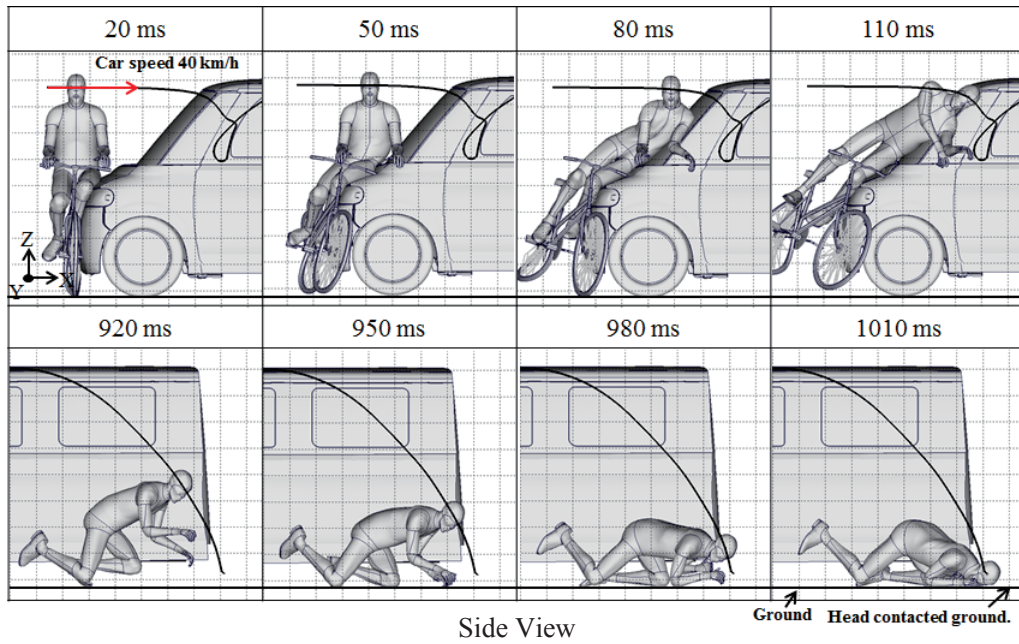 20 ms
50 ms
80 ms
110 ms
Car speed 40 km/h
Z
X
Y
920 ms
950 ms
980 ms
1010 ms
Ground
Head contacted ground.
Side View